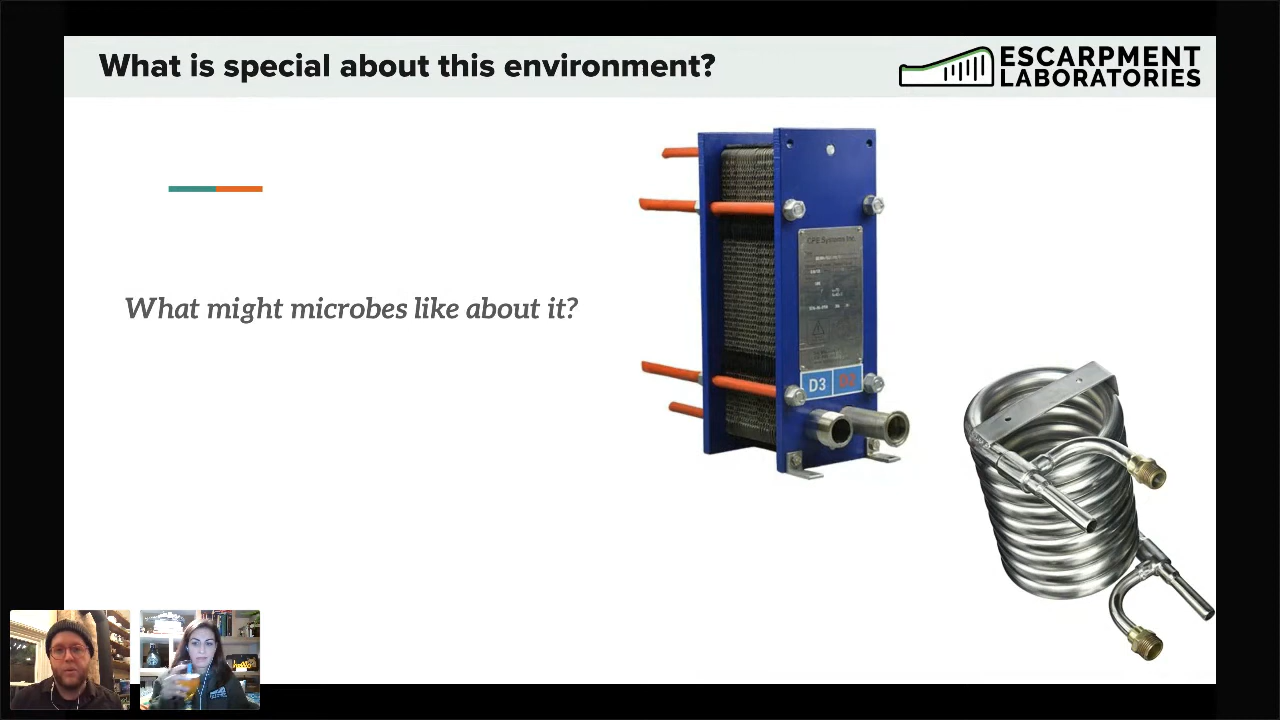 What is special about this environment?
ESCARPMENT
LABORATORIES
What might microbes like about it?
D3